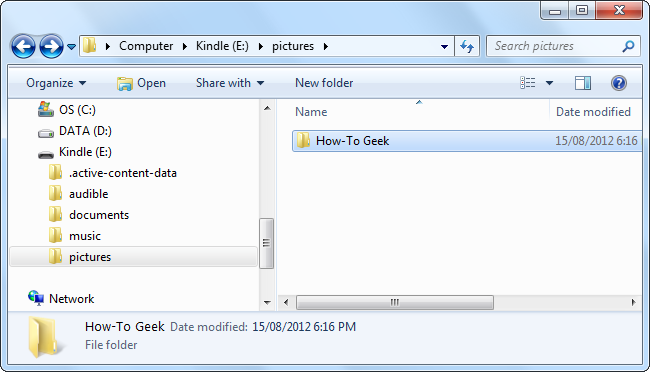 Computer Kindle (E:) pictures Search pictures
Organize Open Share with New folder
OS (C:)
DATA (D:)
Kindle (E:)
.active-content-data
audible
documents
music
pictures
Network
Name Date modified
How-To Geek 15/08/2012 6:16
How-To Geek Date modified: 15/08/2012 6:16 PM
File folder